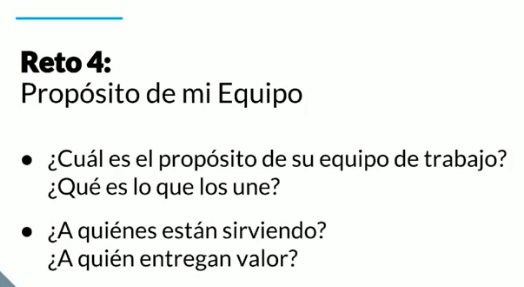 Reto 4:
Propósito de mi Equipo
• ¿Cuál es el propósito de su equipo de trabajo?
¿Qué es lo que los une?
• ¿A quiénes están sirviendo?
¿A quién entregan valor?